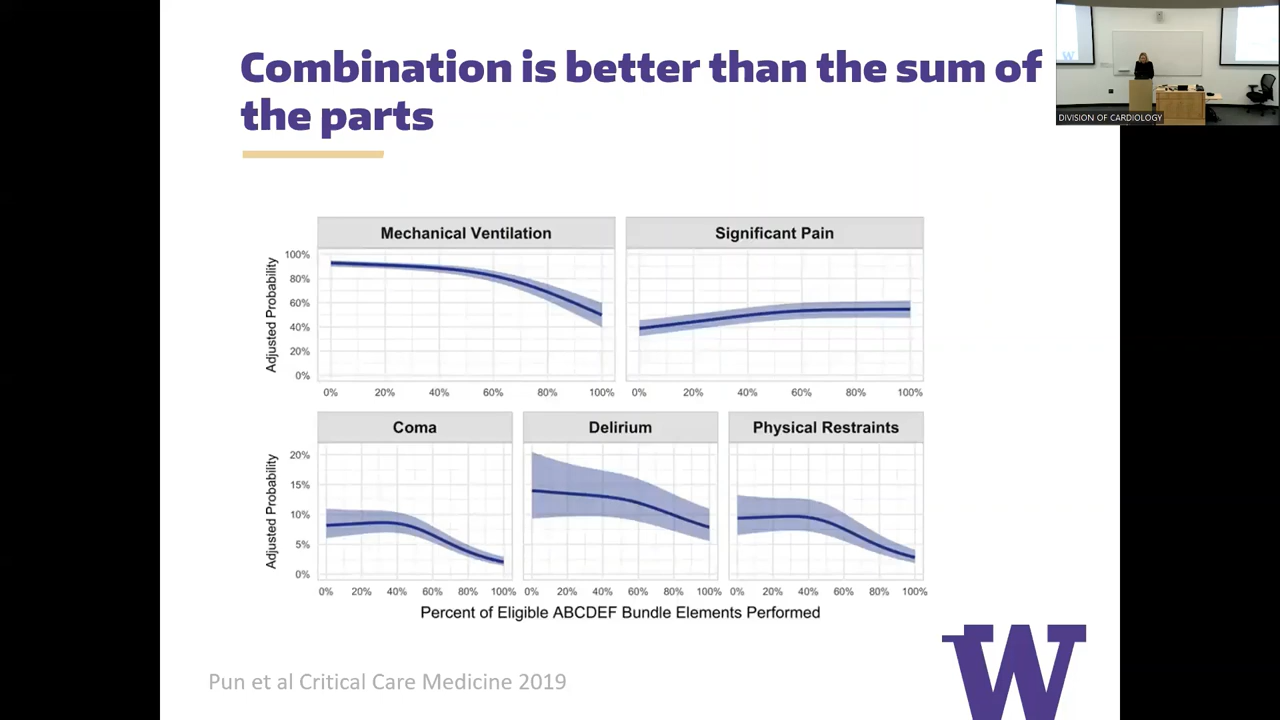 Combination is better than the sum of
the parts
DIVISION OF CARDIOLOGY
Mechanical Ventilation
Significant Pain
Adjusted Probability
100%
80%
60%
40%
20%
0%
0% 20% 40% 60% 80% 100%
0% 20% 40% 60% 80% 100%
Coma
Delirium
Physical Restraints
Adjusted Probability
20%
15%
10%
5%
0%
0% 20% 40% 60% 80% 100%
0% 20% 40% 60% 80% 100%
0% 20% 40% 60% 80% 100%
Percent of Eligible ABCDEF Bundle Elements Performed
Pun et al Critical Care Medicine 2019
W